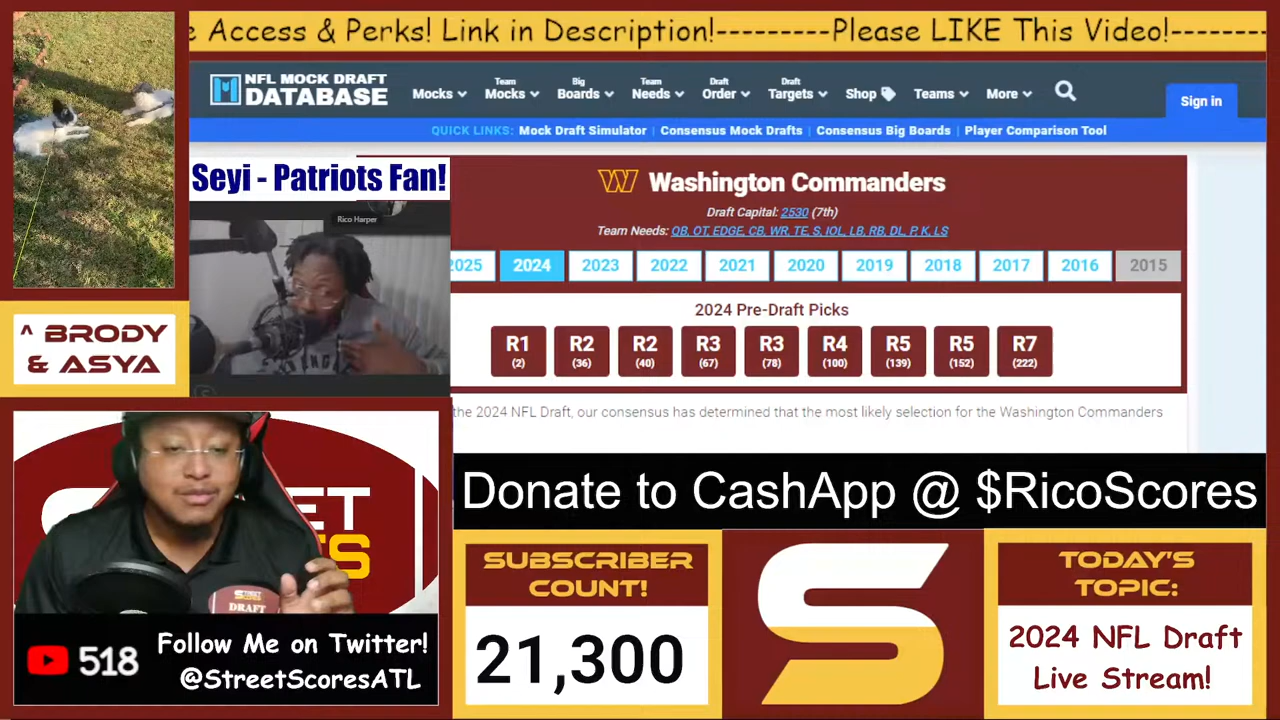 e Access & Perks! Link in Description!---------Please LIKE This Video!-------
NFL MOCK DRAFT
DATABASE
Mocks
Team
Mocks
Big
Boards
Team
Needs
Draft
Order
Draft
Targets
Shop
Teams
More
Sign in
QUICK LINKS: Mock Draft Simulator | Consensus Mock Drafts | Consensus Big Boards | Player Comparison Tool
Seyi - Patriots Fan!
Rico Harper
Washington Commanders
Draft Capital: 2530 (7th)
Team Needs: QB, OT, EDGE, CB, WR, TE, S, IOL, LB, RB, DL, P, K, LS
2025 2024 2023 2022 2021 2020 2019 2018 2017 2016 2015
2024 Pre-Draft Picks
R1 R2 R2 R3 R3 R4 R5 R5 R7
(2) (36) (40) (67) (78) (100) (139) (152) (222)
the 2024 NFL Draft, our consensus has determined that the most likely selection for the Washington Commanders
^ BRODY
& ASYA
Donate to CashApp @ $RicoScores
SUBSCRIBER
COUNT!
21,300
TODAY'S
TOPIC:
2024 NFL Draft
Live Stream!
DRAFT
518
Follow Me on Twitter!
@StreetScoresATL